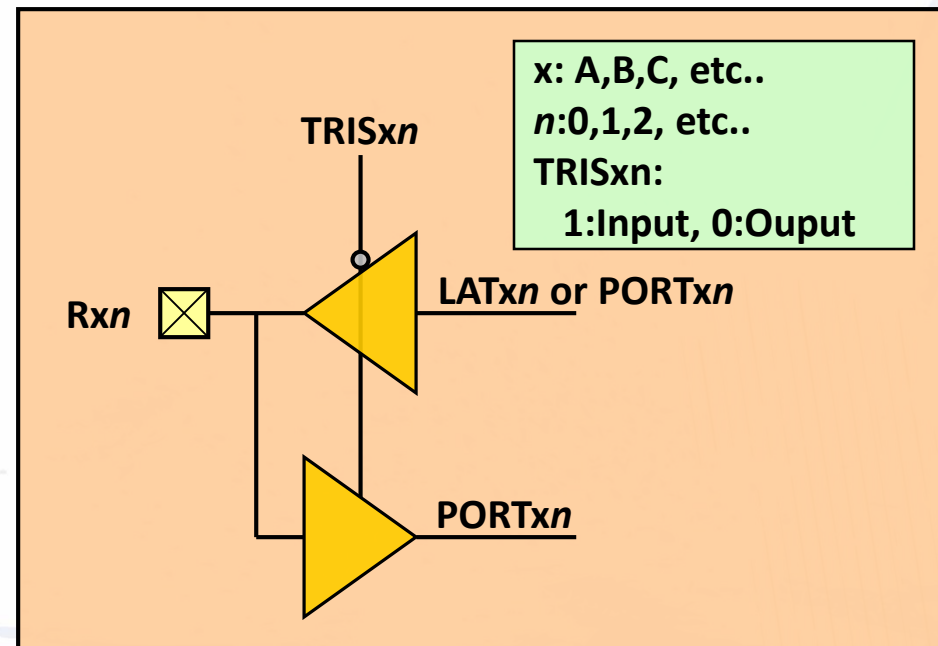 x: A,B,C, etc..
n:0,1,2, etc..
TRISxn:
1:Input, 0:Ouput
TRISxn
LATxn or PORTxn
Rxn
PORTxn